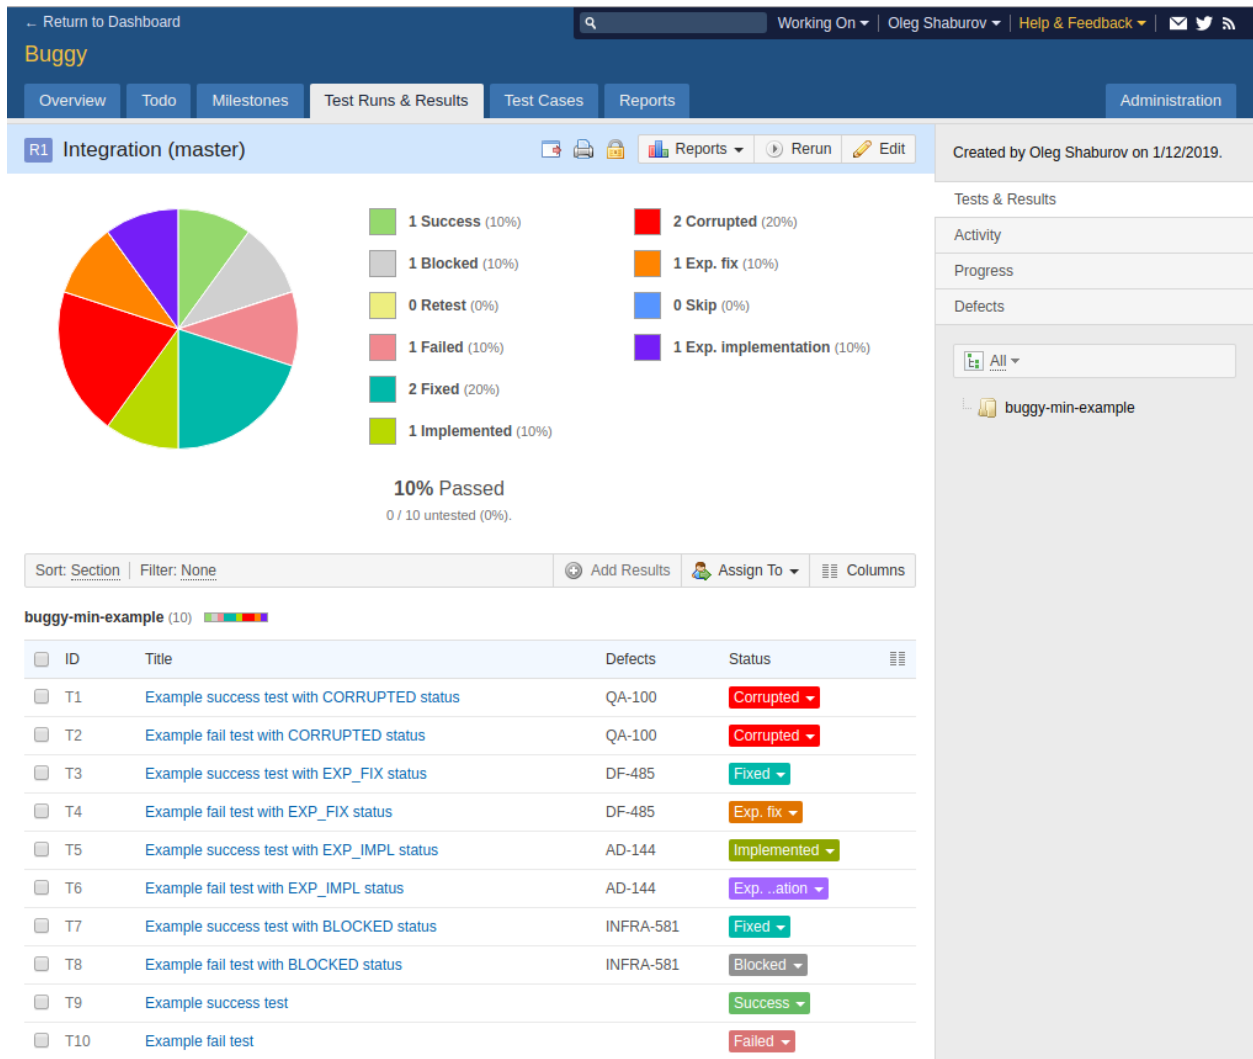 ← Return to Dashboard
Working On Oleg Shaburov Help & Feedback
Buggy
Overview Todo Milestones Test Runs & Results Test Cases Reports Administration
R1 Integration (master) Reports Rerun Edit
Created by Oleg Shaburov on 1/12/2019.
Tests & Results
Activity
Progress
Defects
All
buggy-min-example
1 Success (10%)
1 Blocked (10%)
0 Retest (0%)
1 Failed (10%)
2 Fixed (20%)
1 Implemented (10%)
2 Corrupted (20%)
1 Exp. fix (10%)
0 Skip (0%)
1 Exp. implementation (10%)
10% Passed
0 / 10 untested (0%).
Sort: Section Filter: None Add Results Assign To Columns
buggy-min-example (10)
ID Title Defects Status
T1 Example success test with CORRUPTED status QA-100 Corrupted
T2 Example fail test with CORRUPTED status QA-100 Corrupted
T3 Example success test with EXP_FIX status DF-485 Fixed
T4 Example fail test with EXP_FIX status DF-485 Exp. fix
T5 Example success test with EXP_IMPL status AD-144 Implemented
T6 Example fail test with EXP_IMPL status AD-144 Exp. ..ation
T7 Example success test with BLOCKED status INFRA-581 Fixed
T8 Example fail test with BLOCKED status INFRA-581 Blocked
T9 Example success test Success
T10 Example fail test Failed